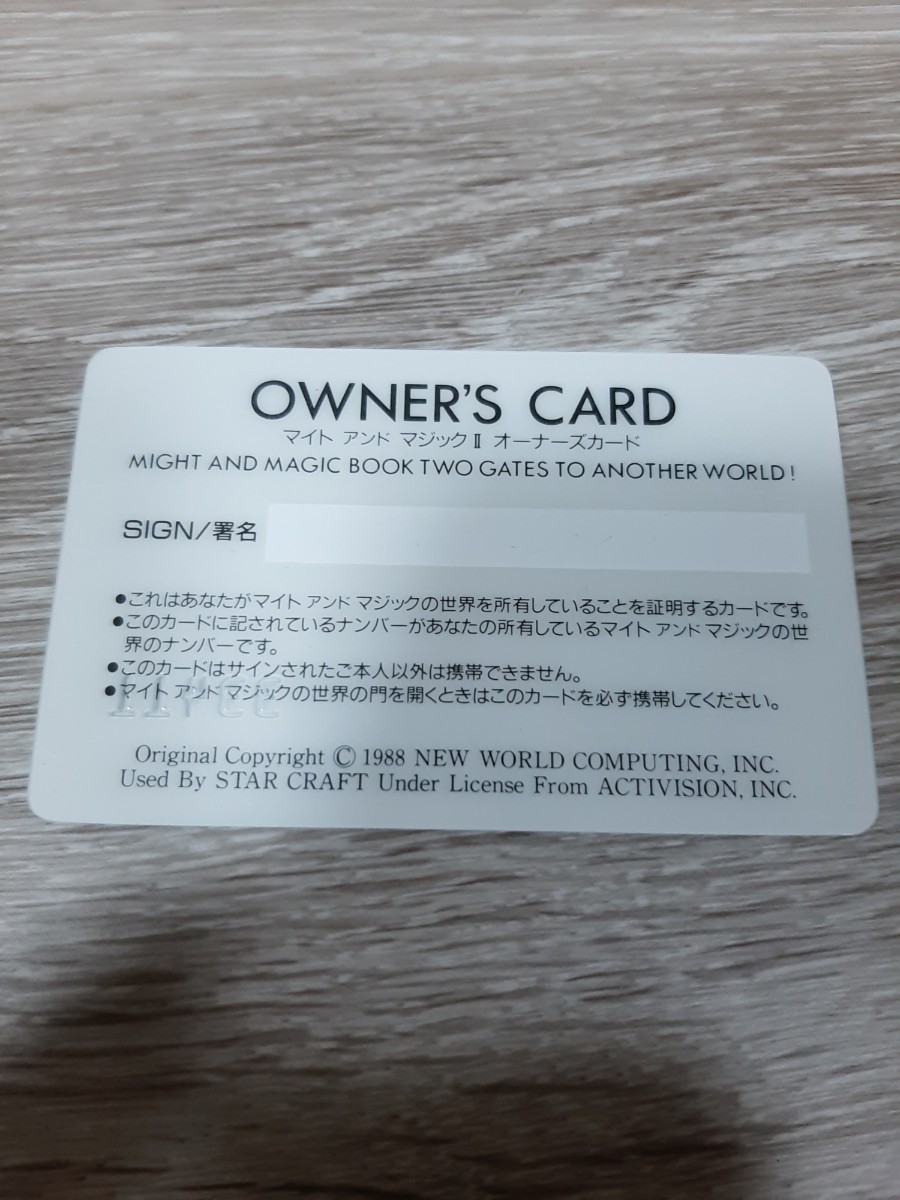 OWNER'S CARD
マイト アンド マジックⅡ オーナーズカード
MIGHT AND MAGIC BOOK TWO GATES TO ANOTHER WORLD!
SIGN/署名
●これはあなたがマイト アンド マジックの世界を所有していることを証明するカードです。
●このカードに記されているナンバーがあなたの所有しているマイト アンド マジックの世
界のナンバーです。
●このカードはサインされたご本人以外は携帯できません。
●マイト アンド マジックの世界の門を開くときはこのカードを必ず携帯してください。
Original Copyright © 1988 NEW WORLD COMPUTING, INC.
Used By STAR CRAFT Under License From ACTIVISION, INC.